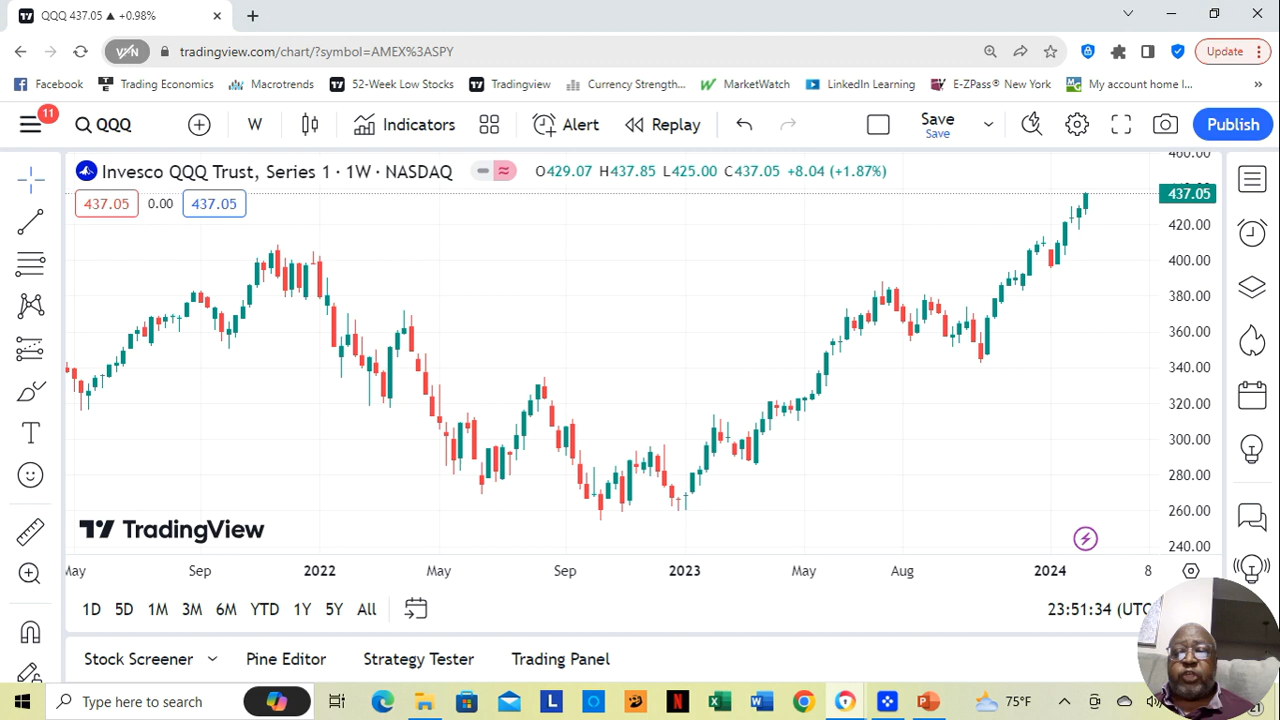 QQQ 437.05 ▲ +0.98%
VPN
tradingview.com/chart/?symbol=AMEX%3ASPY
Update
Facebook Trading Economics Macrotrends 52-Week Low Stocks Tradingview Currency Strength... MarketWatch LinkedIn Learning E-ZPass® New York My account home l... »
11
QQQ W Indicators Alert Replay Save Publish
Save
Invesco QQQ Trust, Series 1 · 1W · NASDAQ O429.07 H437.85 L425.00 C437.05 +8.04 (+1.87%)
437.05 0.00 437.05
460.00
437.05
420.00
400.00
380.00
360.00
340.00
320.00
300.00
280.00
260.00
240.00
TradingView
May Sep 2022 May Sep 2023 May Aug 2024 8
1D 5D 1M 3M 6M YTD 1Y 5Y All 23:51:34 (UTC
Stock Screener Pine Editor Strategy Tester Trading Panel
Type here to search
L
N
75°F
21